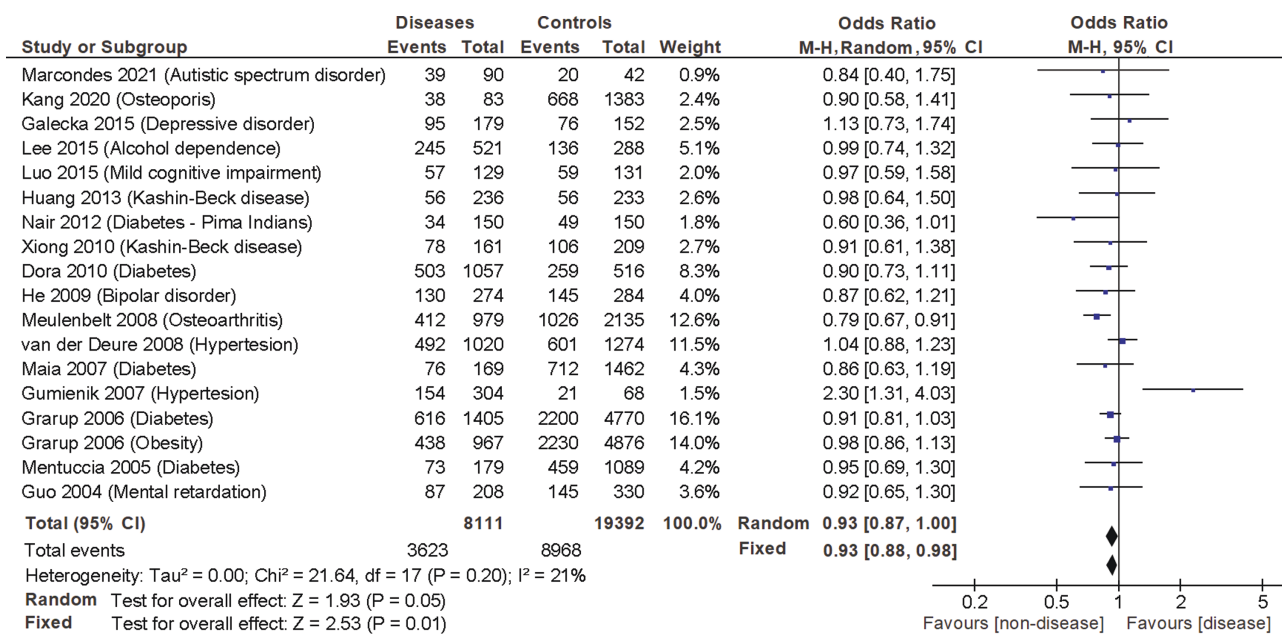 Diseases Controls Odds Ratio Odds Ratio
Study or Subgroup Events Total Events Total Weight M-H, Random, 95% CI M-H, 95% CI
Marcondes 2021 (Autistic spectrum disorder) 39 90 20 42 0.9% 0.84 [0.40, 1.75]
Kang 2020 (Osteoporis) 38 83 668 1383 2.4% 0.90 [0.58, 1.41]
Galecka 2015 (Depressive disorder) 95 179 76 152 2.5% 1.13 [0.73, 1.74]
Lee 2015 (Alcohol dependence) 245 521 136 288 5.1% 0.99 [0.74, 1.32]
Luo 2015 (Mild cognitive impairment) 57 129 59 131 2.0% 0.97 [0.59, 1.58]
Huang 2013 (Kashin-Beck disease) 56 236 56 233 2.6% 0.98 [0.64, 1.50]
Nair 2012 (Diabetes - Pima Indians) 34 150 49 150 1.8% 0.60 [0.36, 1.01]
Xiong 2010 (Kashin-Beck disease) 78 161 106 209 2.7% 0.91 [0.61, 1.38]
Dora 2010 (Diabetes) 503 1057 259 516 8.3% 0.90 [0.73, 1.11]
He 2009 (Bipolar disorder) 130 274 145 284 4.0% 0.87 [0.62, 1.21]
Meulenbelt 2008 (Osteoarthritis) 412 979 1026 2135 12.6% 0.79 [0.67, 0.91]
van der Deure 2008 (Hypertesion) 492 1020 601 1274 11.5% 1.04 [0.88, 1.23]
Maia 2007 (Diabetes) 76 169 712 1462 4.3% 0.86 [0.63, 1.19]
Gumienik 2007 (Hypertesion) 154 304 21 68 1.5% 2.30 [1.31, 4.03]
Grarup 2006 (Diabetes) 616 1405 2200 4770 16.1% 0.91 [0.81, 1.03]
Grarup 2006 (Obesity) 438 967 2230 4876 14.0% 0.98 [0.86, 1.13]
Mentuccia 2005 (Diabetes) 73 179 459 1089 4.2% 0.95 [0.69, 1.30]
Guo 2004 (Mental retardation) 87 208 145 330 3.6% 0.92 [0.65, 1.30]
Total (95% CI) 8111 19392 100.0% Random 0.93 [0.87, 1.00]
Total events 3623 8968 Fixed 0.93 [0.88, 0.98]
Heterogeneity: Tau² = 0.00; Chi² = 21.64, df = 17 (P = 0.20); I² = 21%
Random Test for overall effect: Z = 1.93 (P = 0.05)
Fixed Test for overall effect: Z = 2.53 (P = 0.01)
0.2 0.5 1 2 5
Favours [non-disease] Favours [disease]